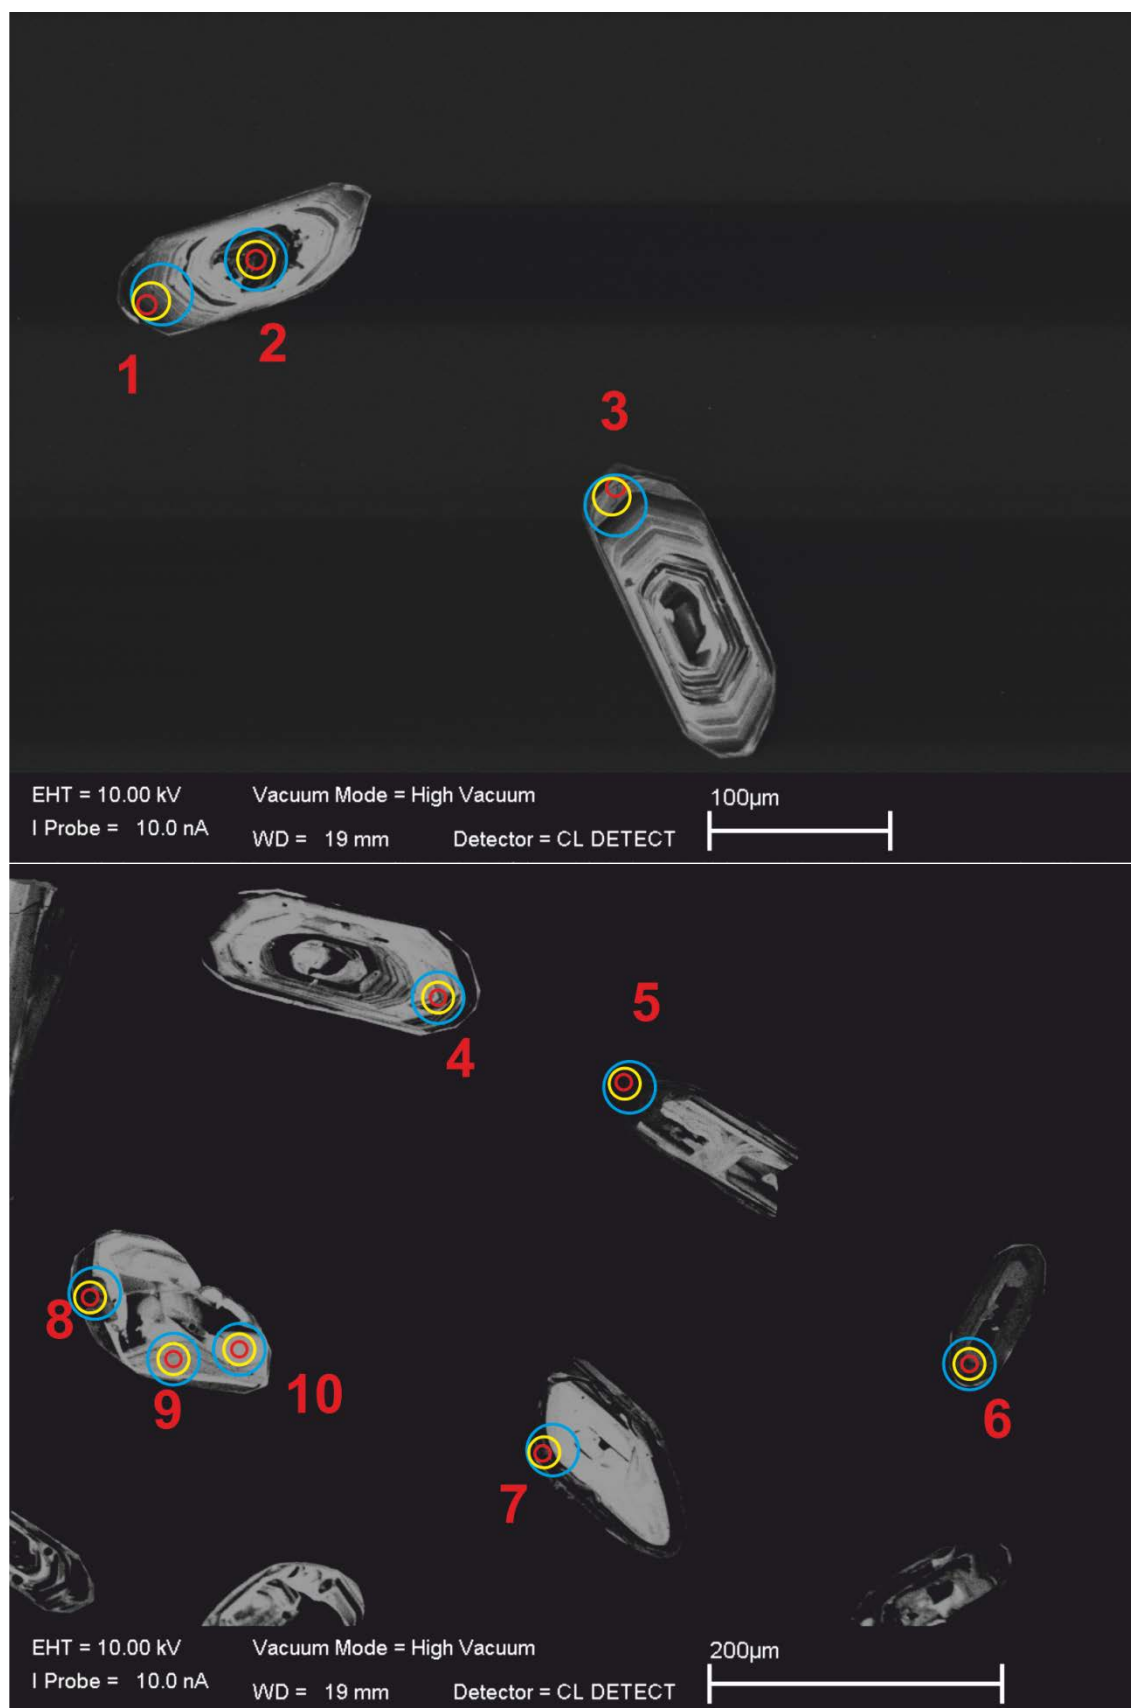 1
2
3
EHT = 10.00 kV
I Probe = 10.0 nA
Vacuum Mode = High Vacuum
WD = 19 mm
Detector = CL DETECT
100µm
4
5
6
7
8
9
10
EHT = 10.00 kV
I Probe = 10.0 nA
Vacuum Mode = High Vacuum
WD = 19 mm
Detector = CL DETECT
200µm